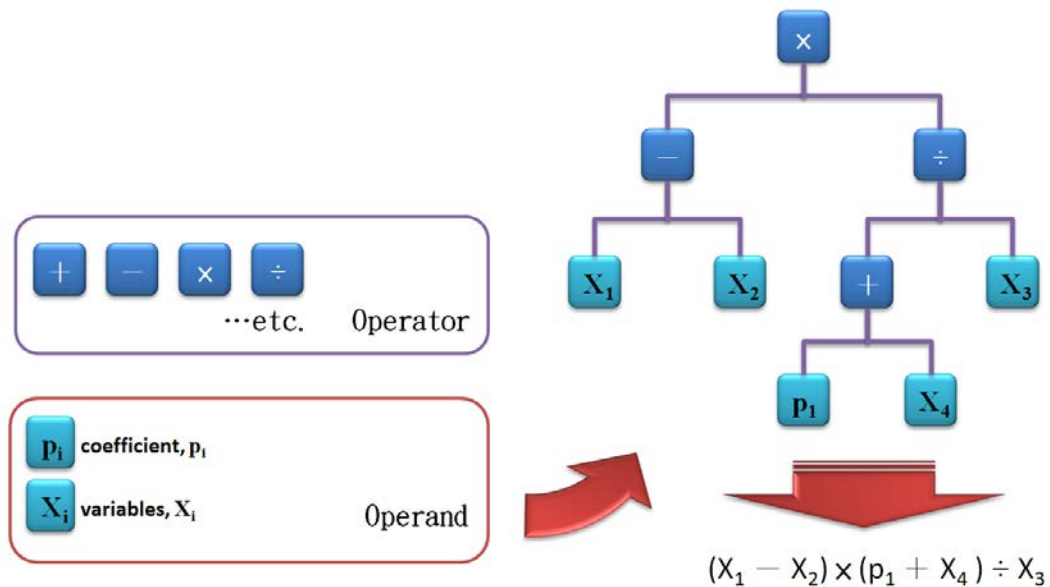 ×
− ÷
+ − × ÷
X₁ X₂ + X₃
…etc. Operator
p₁ X₄
pᵢ coefficient, pᵢ
Xᵢ variables, Xᵢ
Operand
(X₁ − X₂) × (p₁ + X₄) ÷ X₃